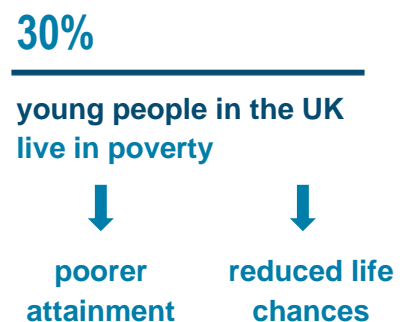 30%
young people in the UK
live in poverty
poorer
attainment
reduced life
chances